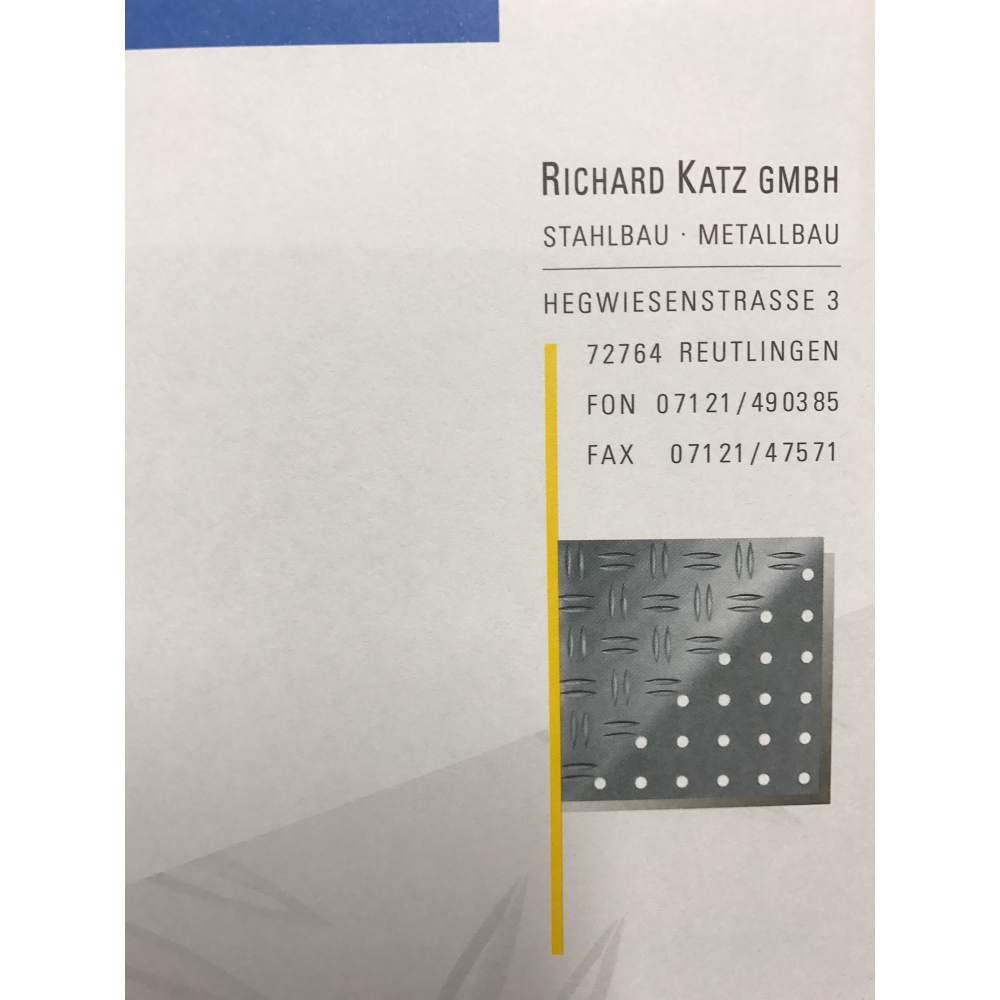 RICHARD KATZ GMBH
STAHLBAU · METALLBAU
HEGWIESENSTRASSE 3
72764 REUTLINGEN
FON 07121/490385
FAX 07121/47571